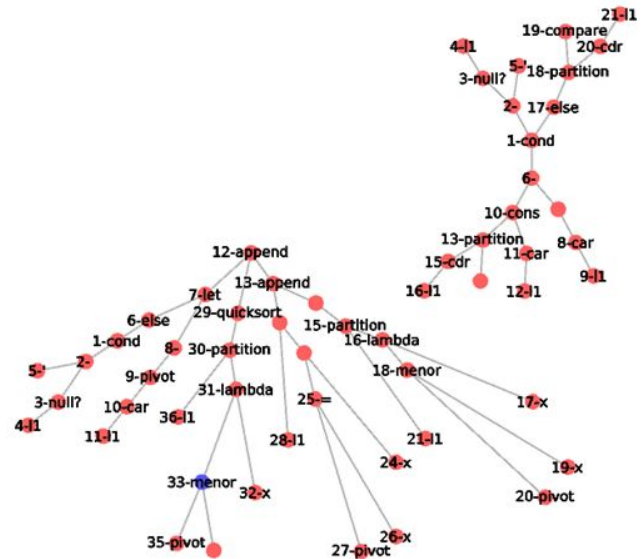 21-l1
19-compare
4-l1
20-cdr
5-'
18-partition
3-null?
2-
17-else
1-cond
6-
10-cons
13-partition
8-car
11-car
12-append
15-cdr
9-l1
13-append
16-l1
12-l1
7-let
29-quicksort
6-else
15-partition
1-cond
16-lambda
8-
30-partition
2-
5-'
18-menor
9-pivot
31-lambda
3-null?
25-=
17-x
10-car
36-l1
4-l1
11-l1
28-l1
21-l1
24-x
19-x
33-menor
32-x
20-pivot
26-x
35-pivot
27-pivot